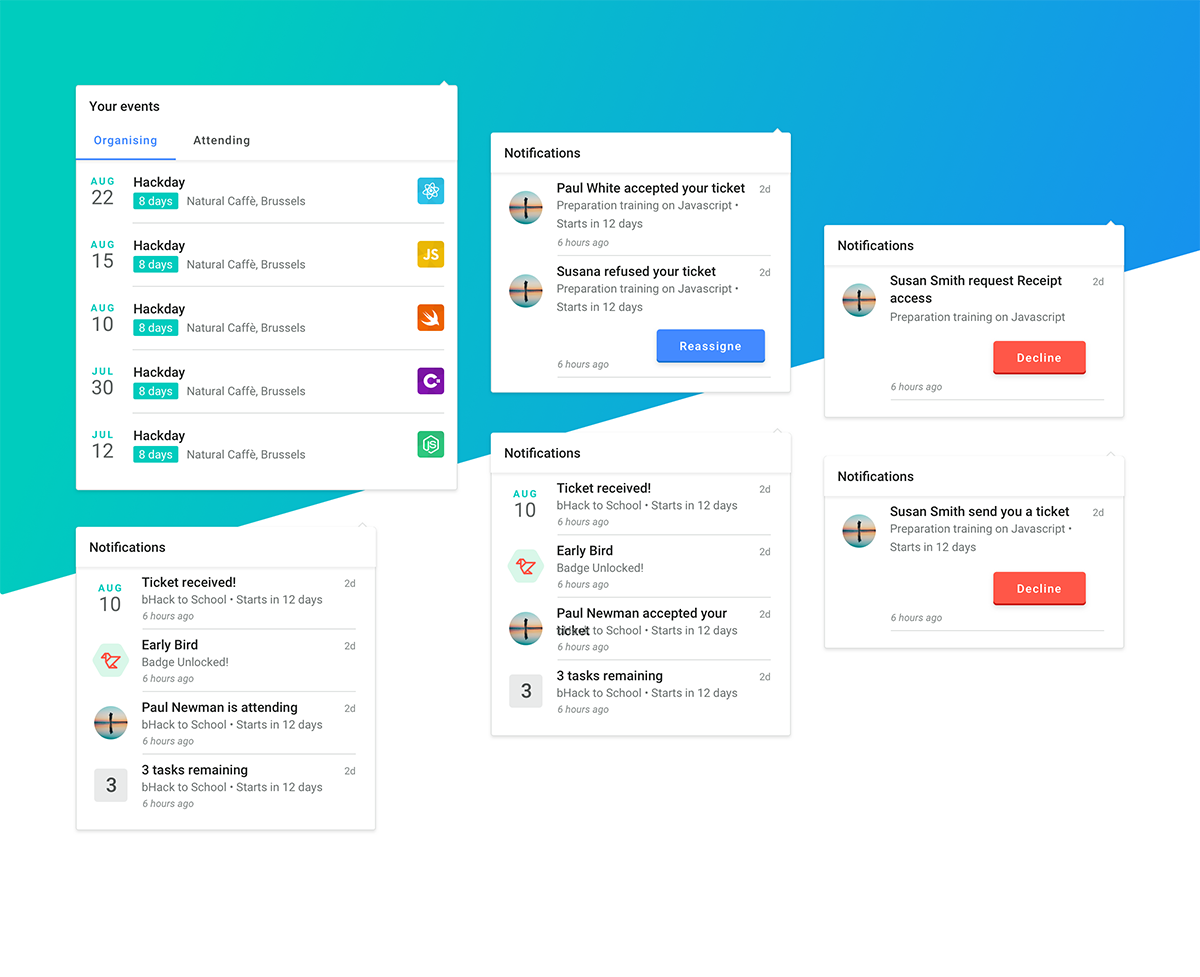 Your events
Organising Attending
AUG
22
Hackday
8 days Natural Caffè, Brussels
AUG
15
Hackday
8 days Natural Caffè, Brussels
JS
AUG
10
Hackday
8 days Natural Caffè, Brussels
JUL
30
Hackday
8 days Natural Caffè, Brussels
C
JUL
12
Hackday
8 days Natural Caffè, Brussels
JS
Notifications
Paul White accepted your ticket 2d
Preparation training on Javascript •
Starts in 12 days
6 hours ago
Susana refused your ticket 2d
Preparation training on Javascript •
Starts in 12 days
Reassigne
6 hours ago
Notifications
Susan Smith request Receipt 2d
access
Preparation training on Javascript
Decline
6 hours ago
Notifications
AUG
10
Ticket received! 2d
bHack to School • Starts in 12 days
6 hours ago
Early Bird 2d
Badge Unlocked!
6 hours ago
Paul Newman accepted your 2d
ticket
to School • Starts in 12 days
6 hours ago
3
3 tasks remaining 2d
bHack to School • Starts in 12 days
6 hours ago
Notifications
Susan Smith send you a ticket 2d
Preparation training on Javascript •
Starts in 12 days
Decline
6 hours ago
Notifications
AUG
10
Ticket received! 2d
bHack to School • Starts in 12 days
6 hours ago
Early Bird 2d
Badge Unlocked!
6 hours ago
Paul Newman is attending 2d
bHack to School • Starts in 12 days
6 hours ago
3
3 tasks remaining 2d
bHack to School • Starts in 12 days
6 hours ago